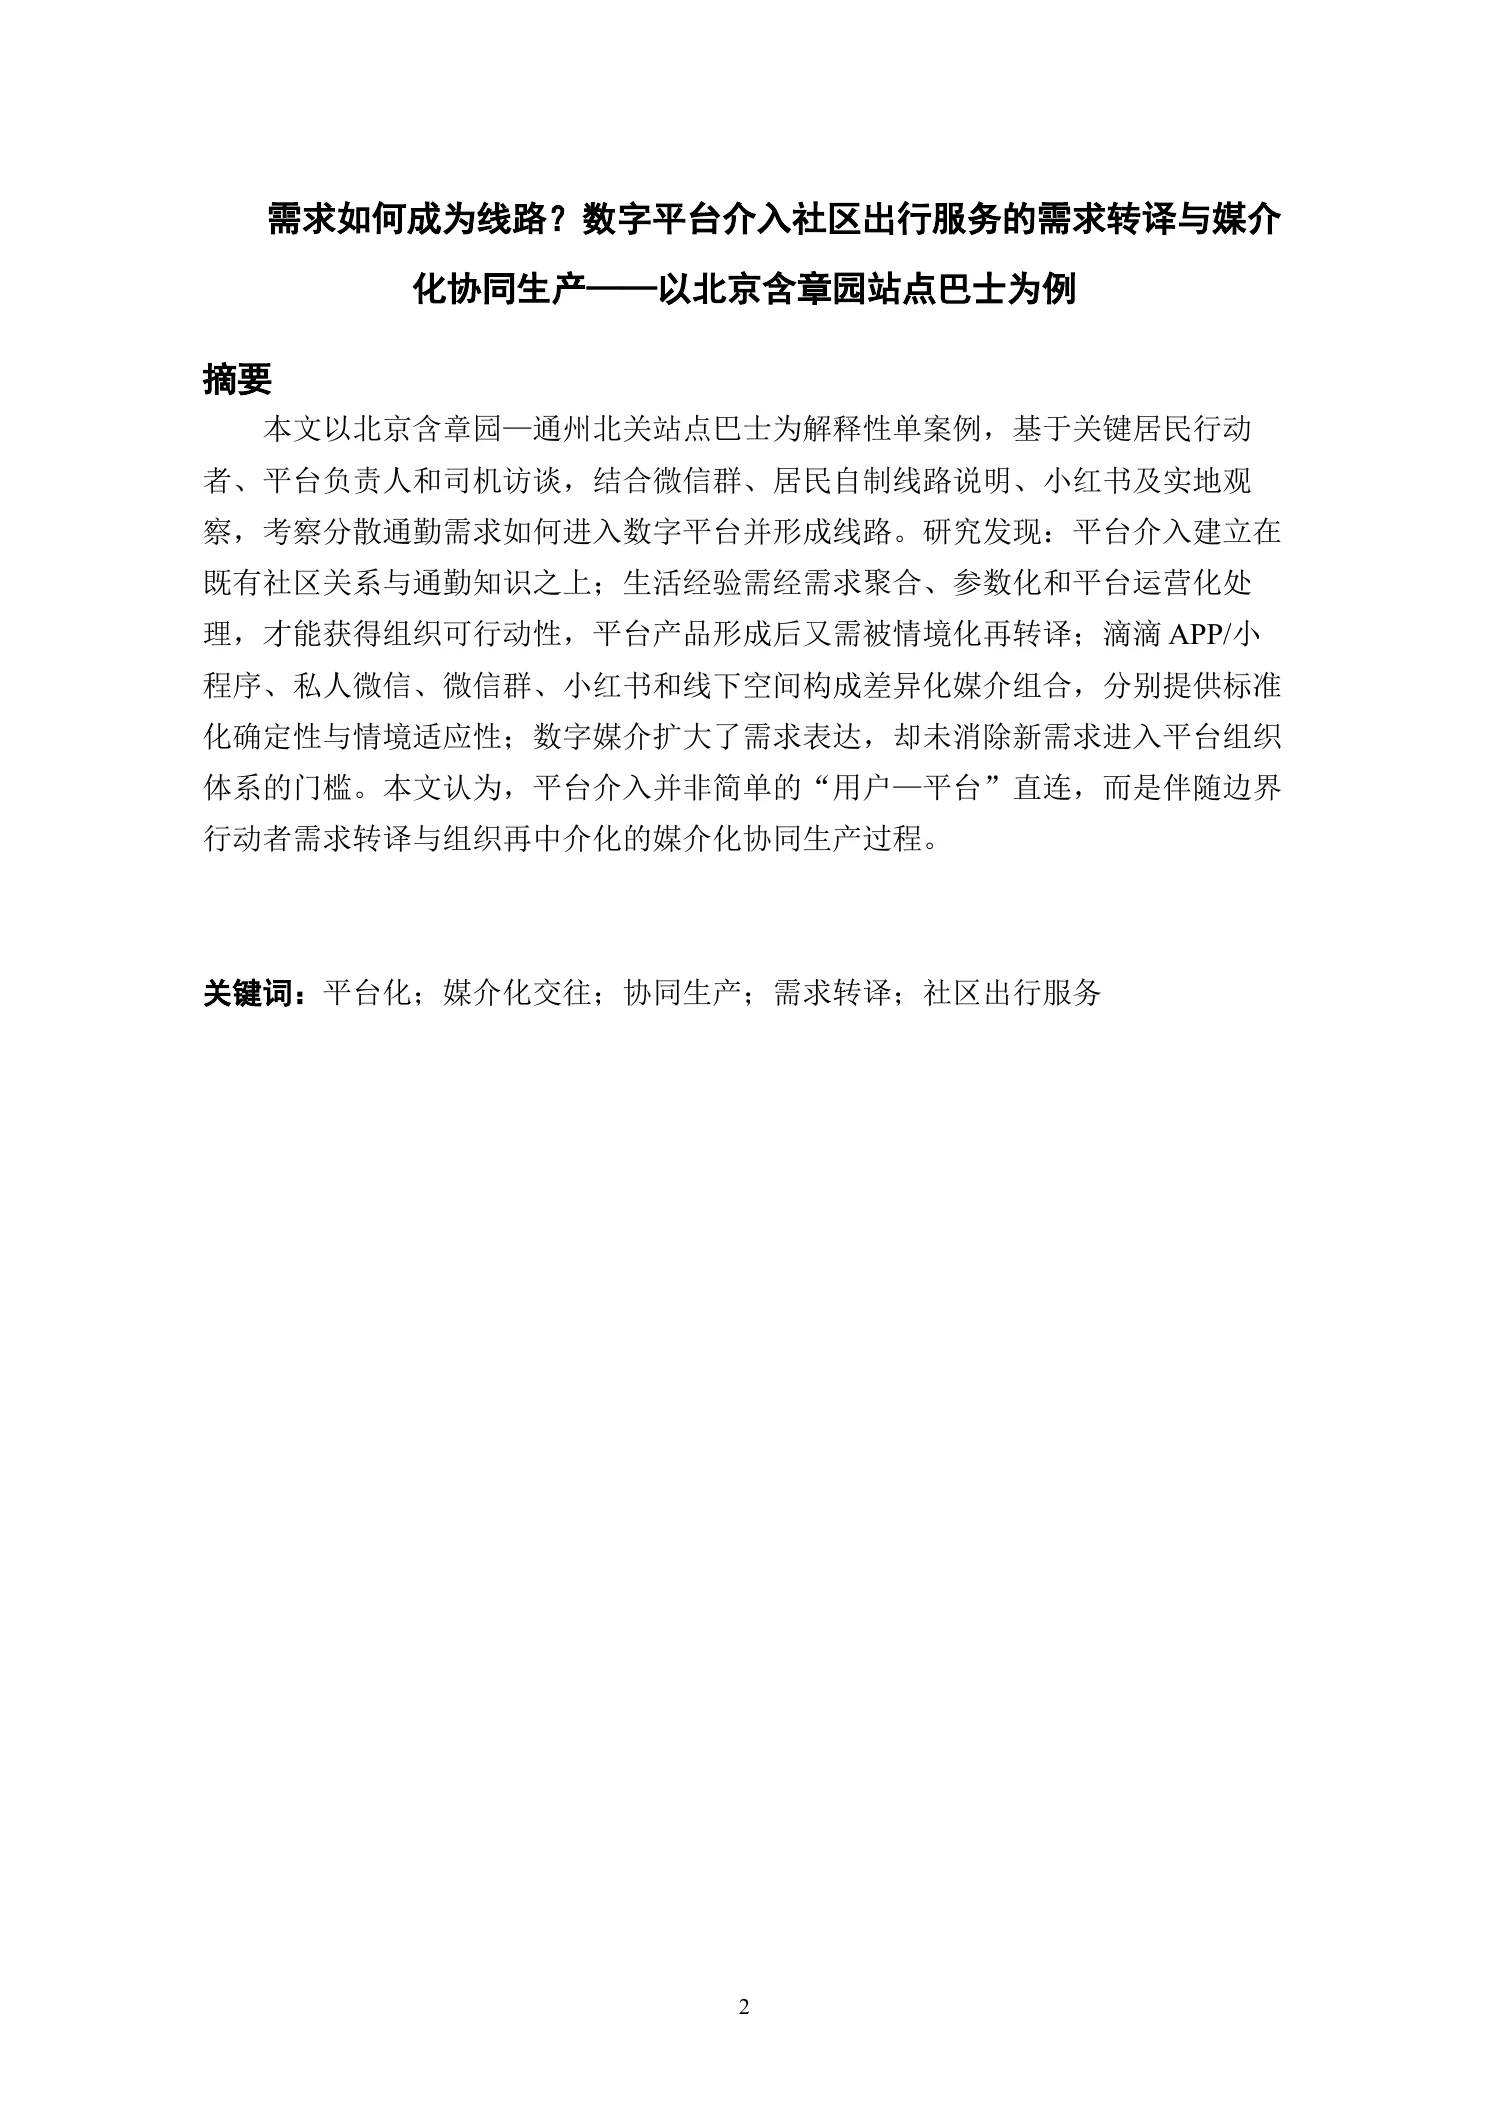 需求如何成为线路？数字平台介入社区出行服务的需求转译与媒介
化协同生产——以北京含章园站点巴士为例
摘要
本文以北京含章园—通州北关站点巴士为解释性单案例，基于关键居民行动
者、平台负责人和司机访谈，结合微信群、居民自制线路说明、小红书及实地观
察，考察分散通勤需求如何进入数字平台并形成线路。研究发现：平台介入建立在
既有社区关系与通勤知识之上；生活经验需经需求聚合、参数化和平台运营化处
理，才能获得组织可行动性，平台产品形成后又需被情境化再转译；滴滴 APP/小
程序、私人微信、微信群、小红书和线下空间构成差异化媒介组合，分别提供标准
化确定性与情境适应性；数字媒介扩大了需求表达，却未消除新需求进入平台组织
体系的门槛。本文认为，平台介入并非简单的“用户—平台”直连，而是伴随边界
行动者需求转译与组织再中介化的媒介化协同生产过程。
关键词：平台化；媒介化交往；协同生产；需求转译；社区出行服务
2